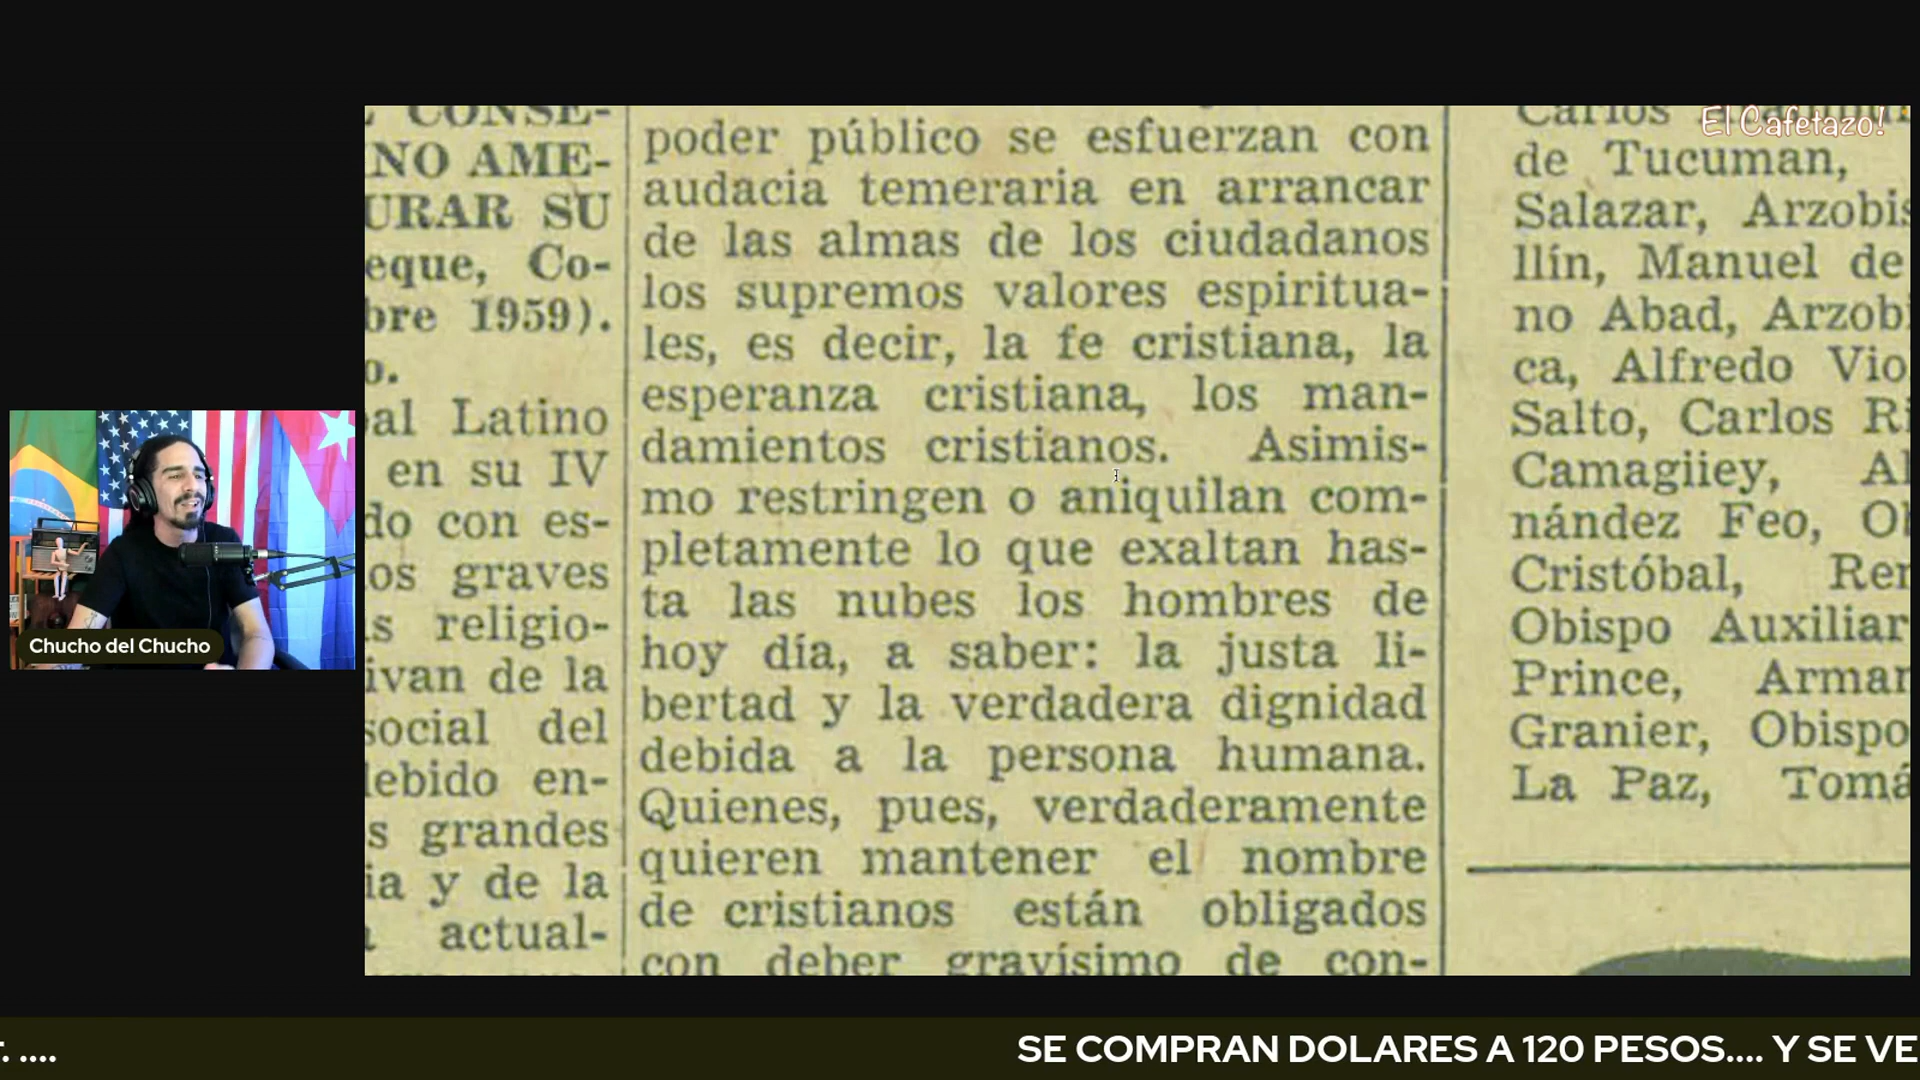 El Cafetazo!
CONSE-
NO AME-
URAR SU
eque, Co-
bre 1959).
o.
al Latino
en su IV
do con es-
os graves
s religio-
ivan de la
social del
debido en-
s grandes
ia y de la
actual-
poder público se esfuerzan con
audacia temeraria en arrancar
de las almas de los ciudadanos
los supremos valores espiritua-
les, es decir, la fe cristiana, la
esperanza cristiana, los man-
damientos cristianos. Asimis-
mo restringen o aniquilan com-
pletamente lo que exaltan has-
ta las nubes los hombres de
hoy día, a saber: la justa li-
bertad y la verdadera dignidad
debida a la persona humana.
Quienes, pues, verdaderamente
quieren mantener el nombre
de cristianos están obligados
con deber gravísimo de con-
Carlos
de Tucuman,
Salazar, Arzobis
llín, Manuel de
no Abad, Arzobi
ca, Alfredo Vio
Salto, Carlos Ri
Camagiiey, Al
nández Feo, Ob
Cristóbal, Ren
Obispo Auxiliar
Prince, Arman
Granier, Obispo
La Paz, Tomá
Chucho del Chucho
SE COMPRAN DOLARES A 120 PESOS.... Y SE VE